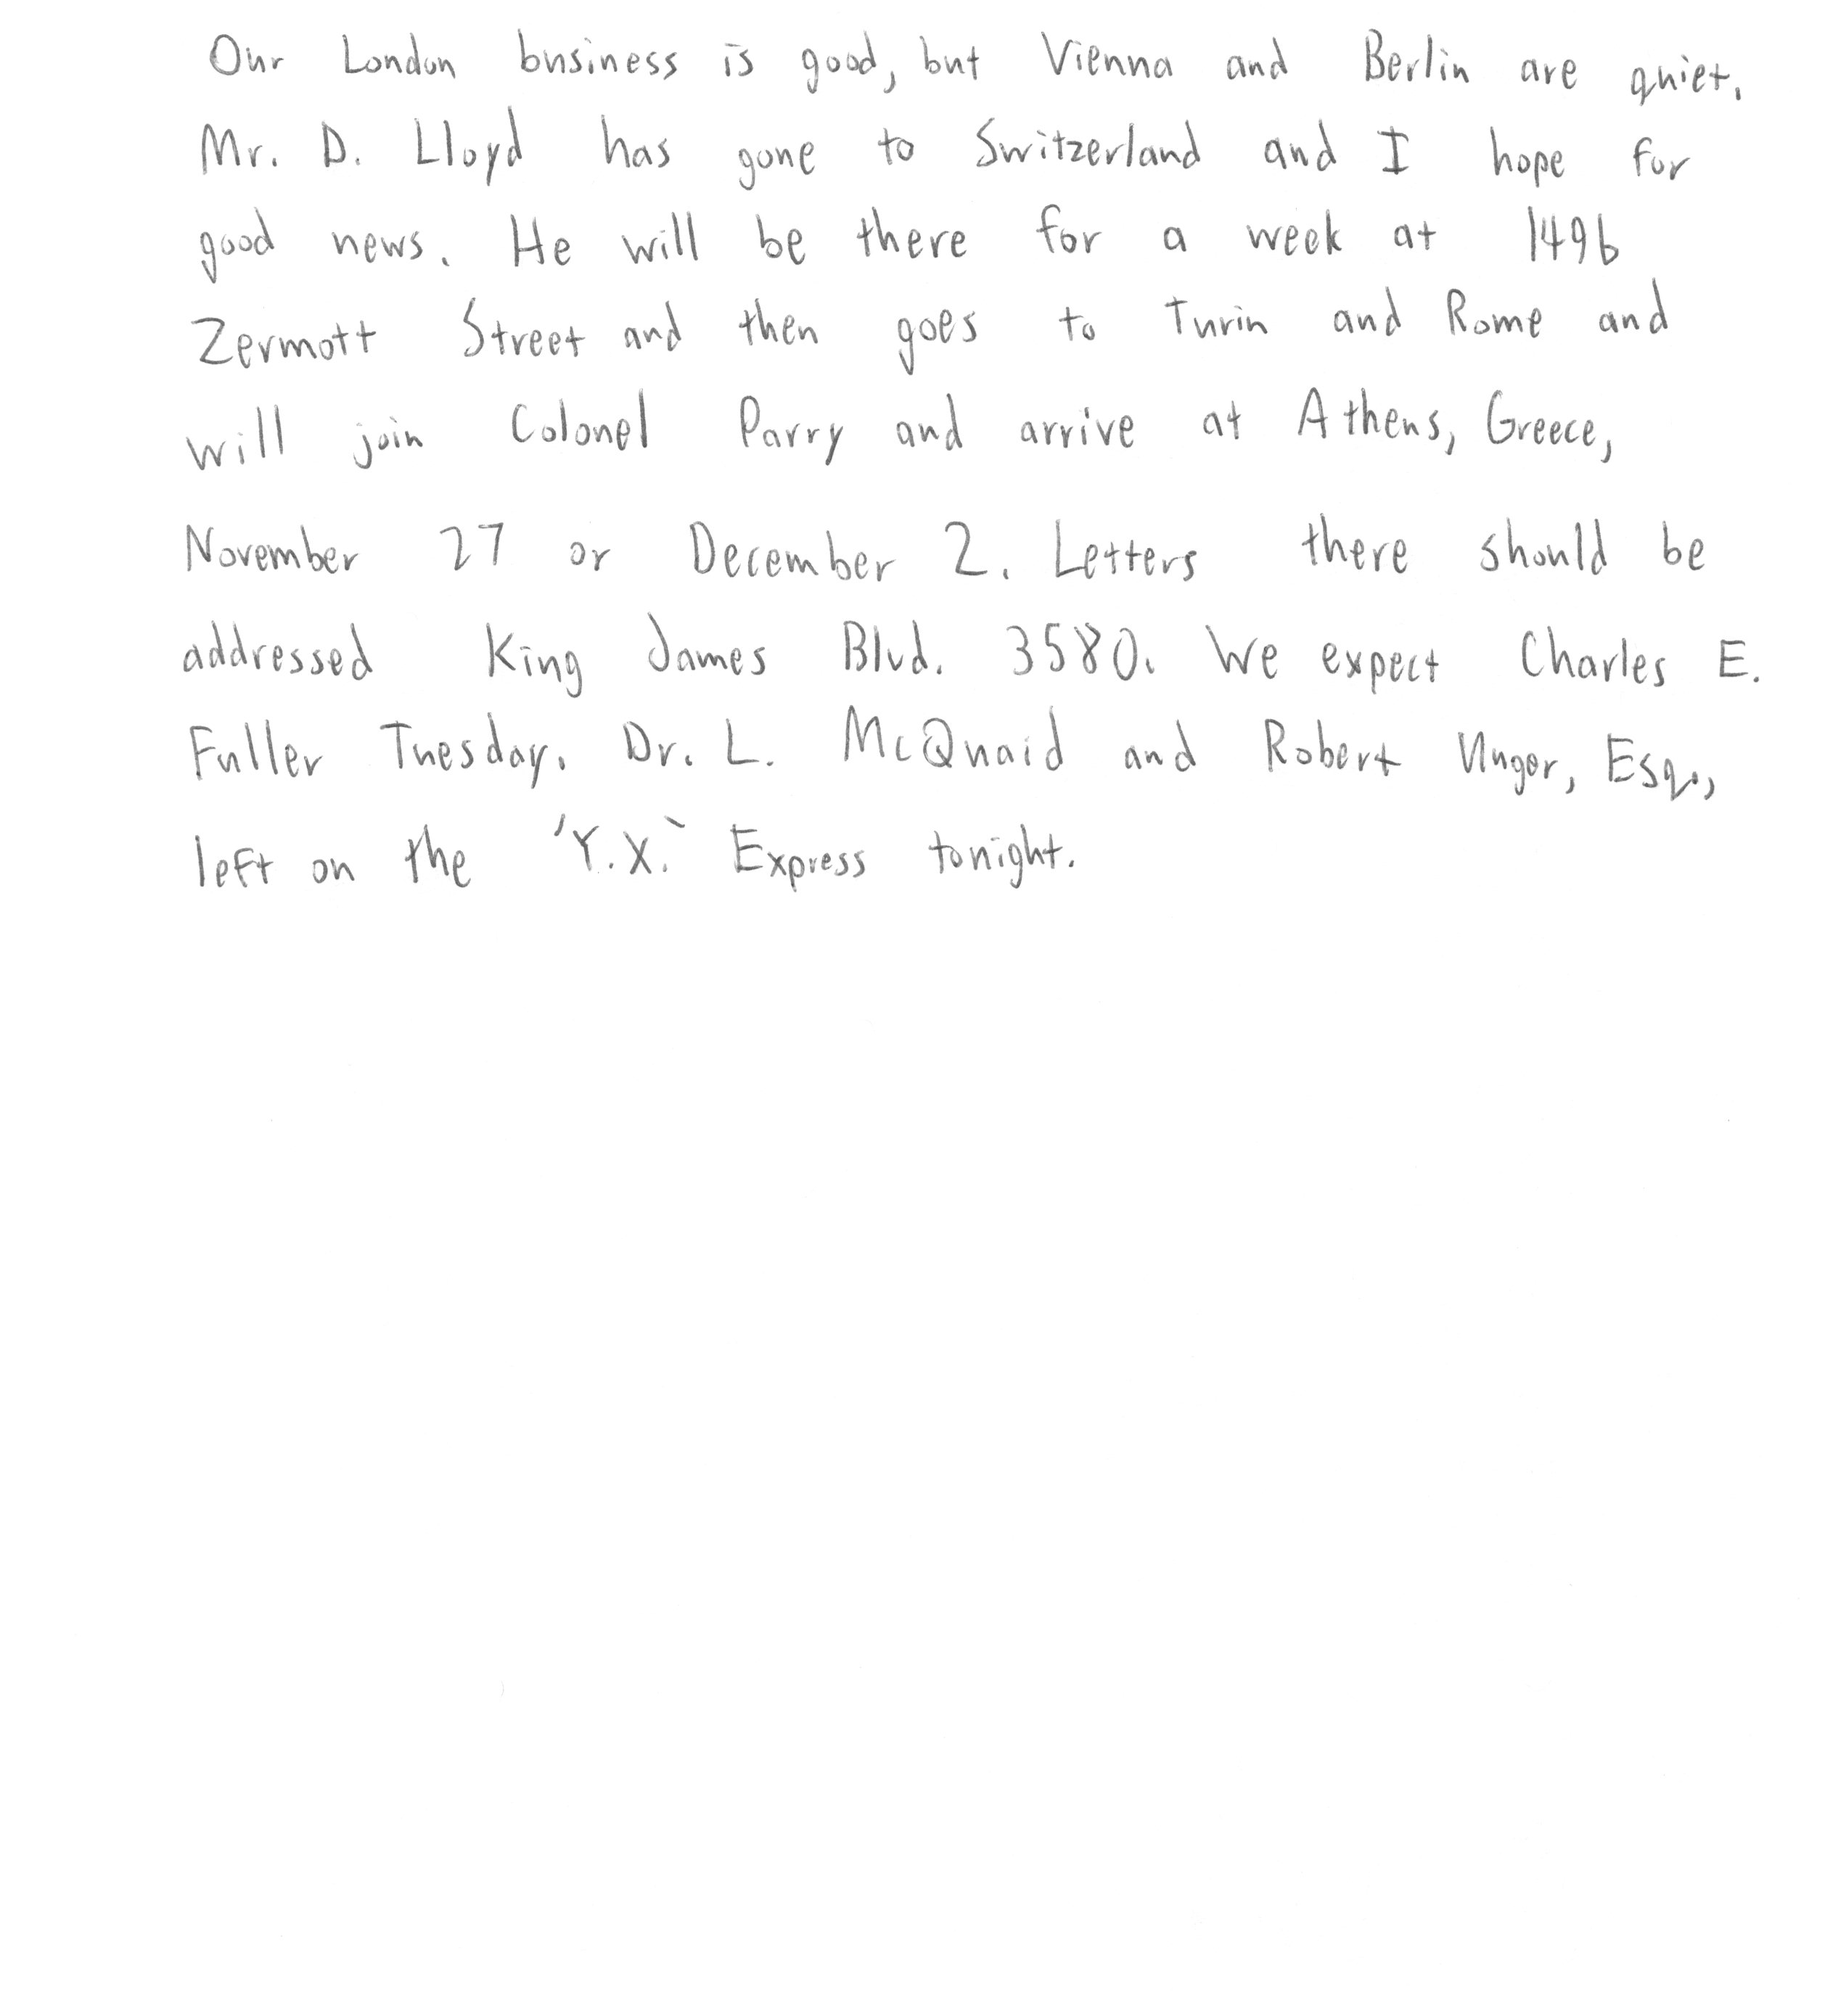 Our London business is good, but Vienna and Berlin are quiet.
Mr. D. Lloyd has gone to Switzerland and I hope for
good news. He will be there for a week at 1496
Zermott Street and then goes to Turin and Rome and
will join Colonel Parry and arrive at Athens, Greece,
November 27 or December 2. Letters there should be
addressed King James Blvd. 3580. We expect Charles E.
Fuller Tuesday. Dr. L. McQuaid and Robert Unger, Esq.,
left on the 'Y.X.' Express tonight.